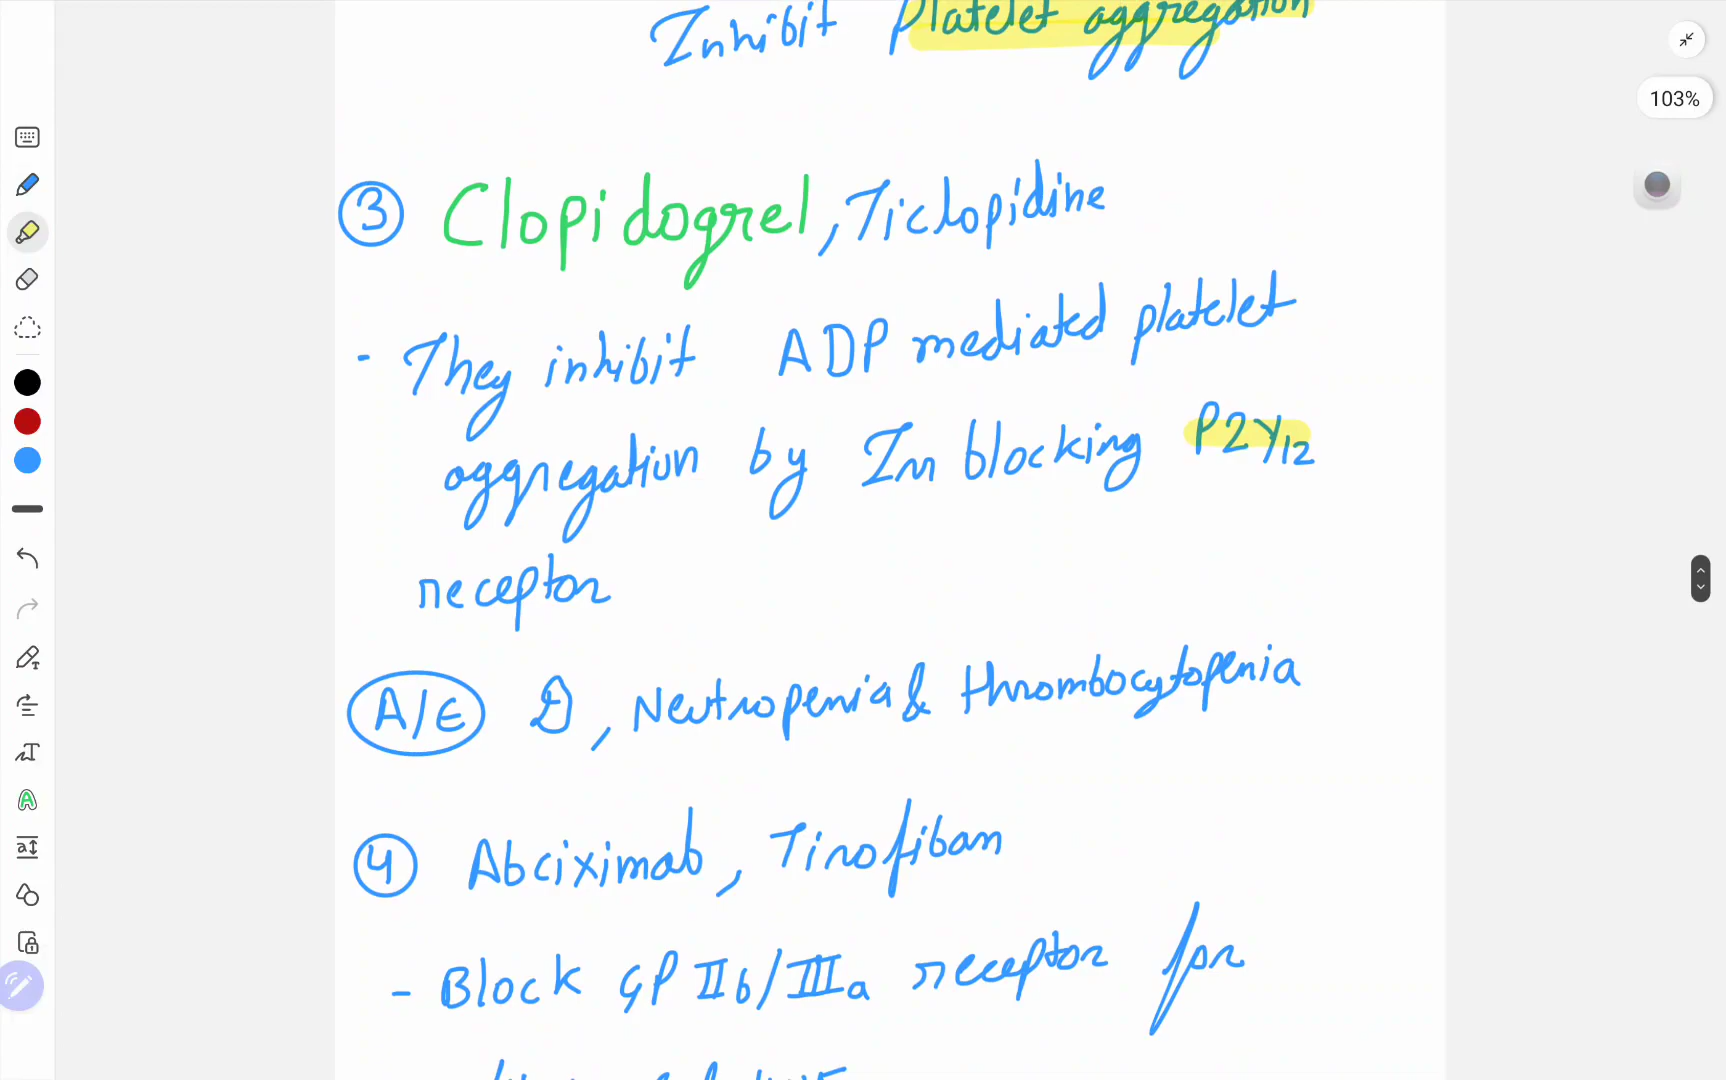 Inhibit platelet aggregation
103%
③ Clopidogrel, Ticlopidine
- They inhibit ADP mediated platelet
aggregation by Irr blocking P2Y12
receptor
A/E , Neutropenia & thrombocytopenia
④ Abciximab, Tirofiban
- Block GP IIb/IIIa receptor for